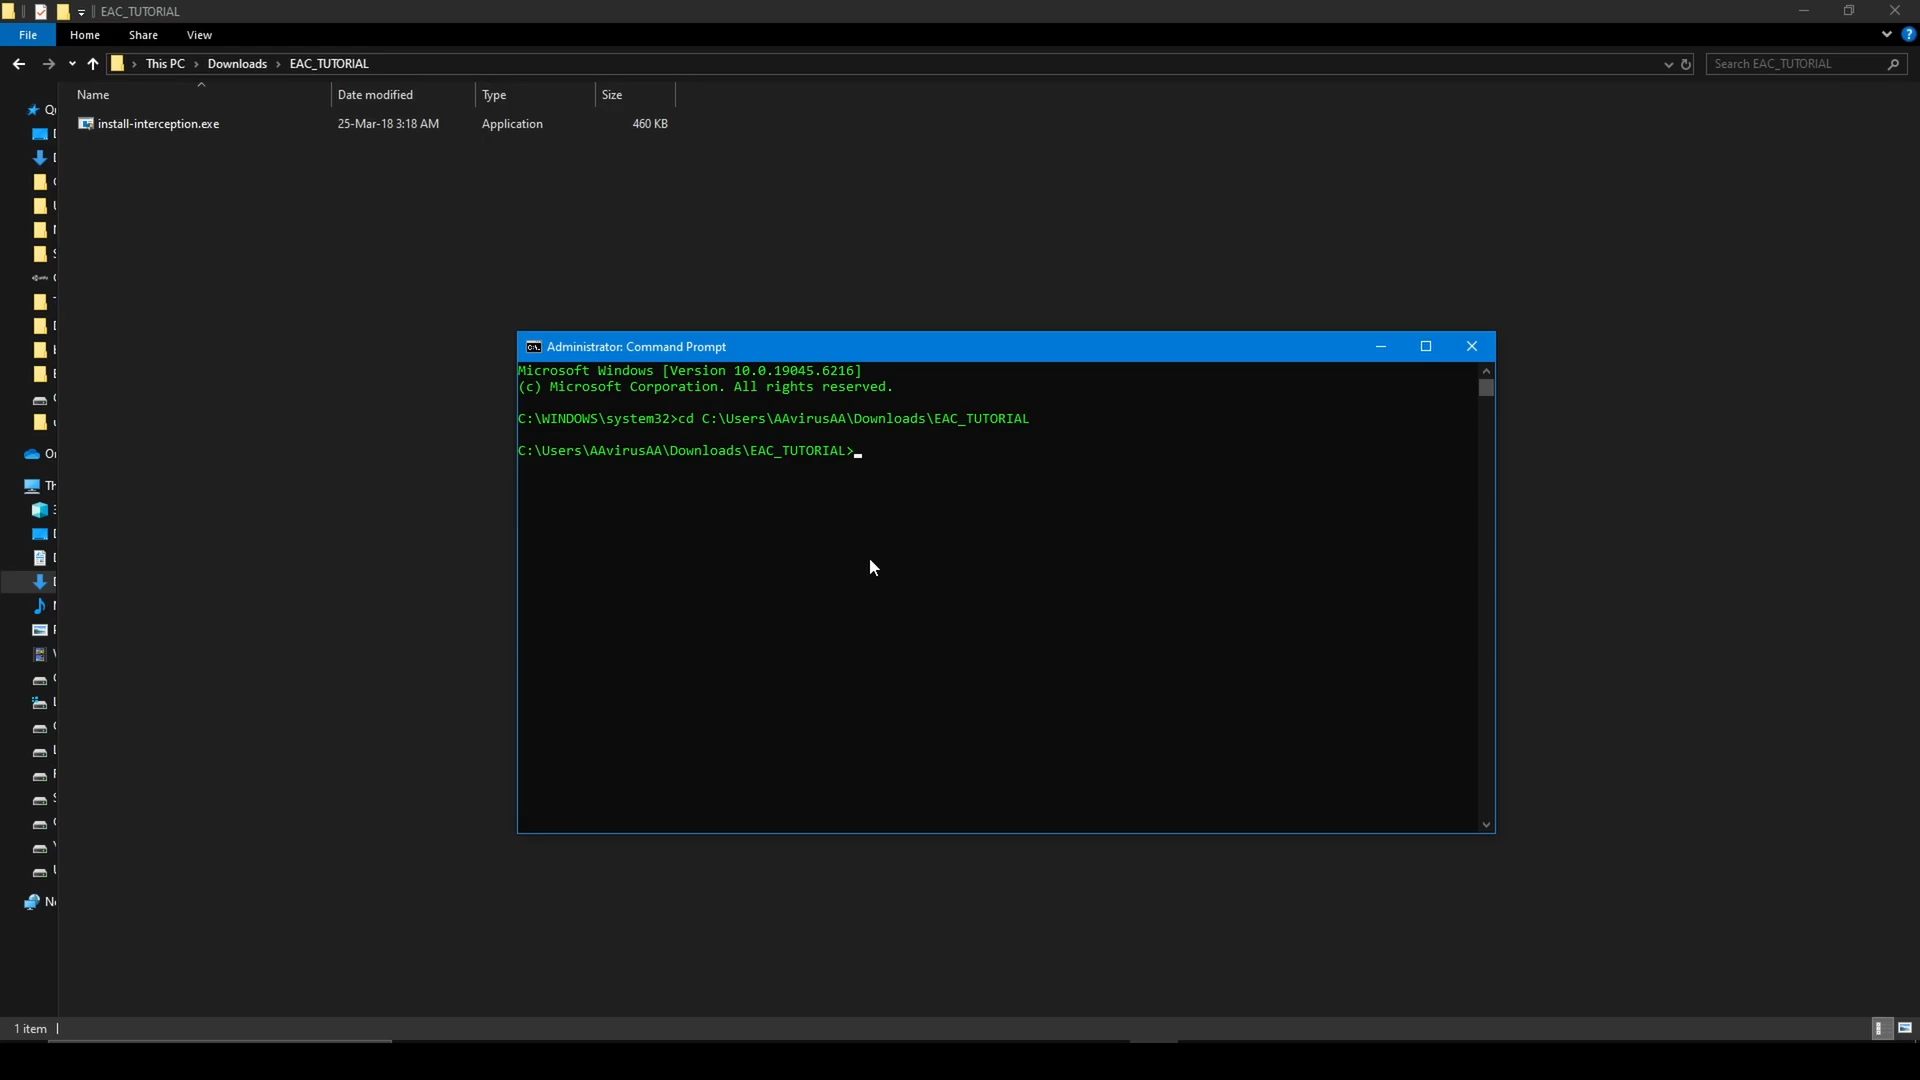 EAC_TUTORIAL
File Home Share View
This PC › Downloads › EAC_TUTORIAL
Search EAC_TUTORIAL
Name Date modified Type Size
install-interception.exe 25-Mar-18 3:18 AM Application 460 KB
Administrator: Command Prompt
Microsoft Windows [Version 10.0.19045.6216]
(c) Microsoft Corporation. All rights reserved.
C:\WINDOWS\system32>cd C:\Users\AAvirusAA\Downloads\EAC_TUTORIAL
C:\Users\AAvirusAA\Downloads\EAC_TUTORIAL>
1 item